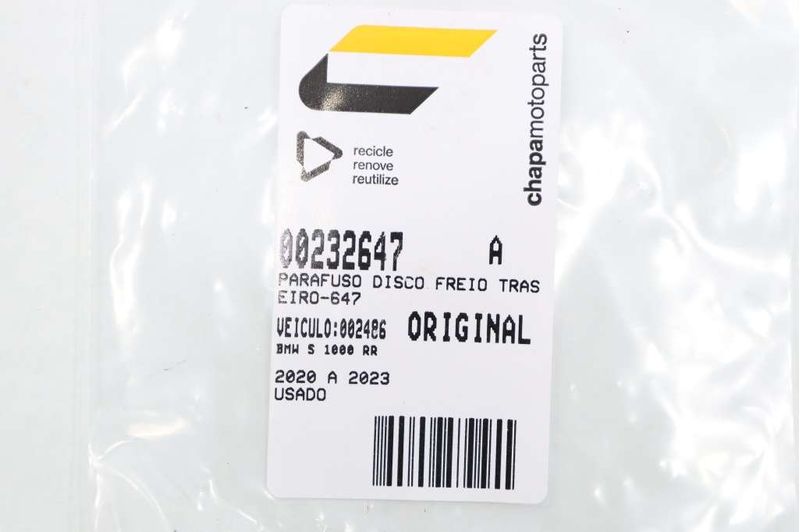 chapamotoparts
recicle
renove
reutilize
00232647 A
PARAFUSO DISCO FREIO TRAS
EIRO-647
VEICULO:002486 ORIGINAL
BMW S 1000 RR
2020 A 2023
USADO